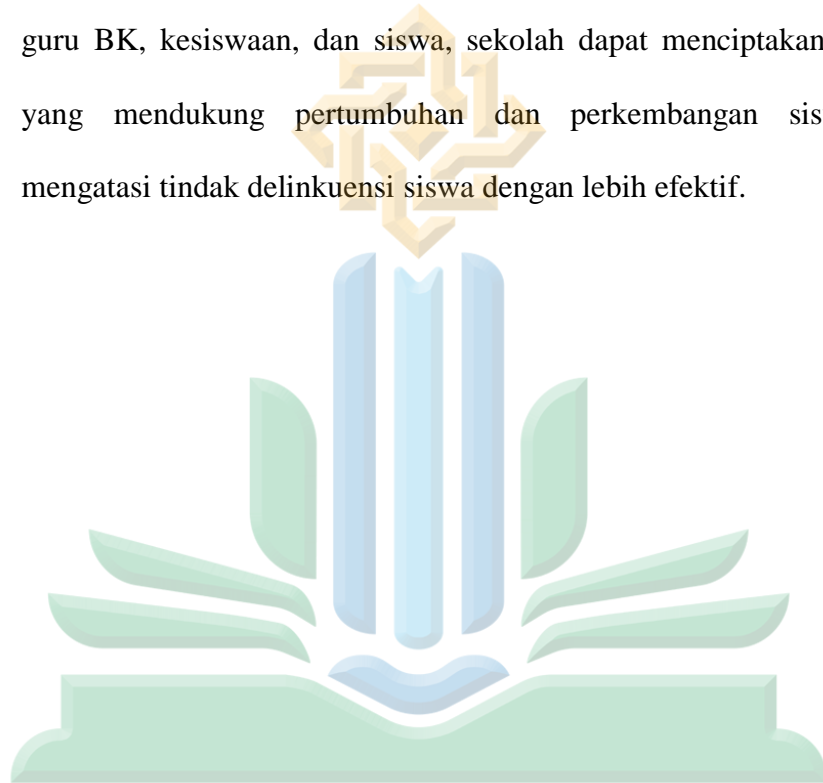 guru BK, kesiswaan, dan siswa, sekolah dapat menciptakan
yang mendukung pertumbuhan dan perkembangan sis
mengatasi tindak delinkuensi siswa dengan lebih efektif.